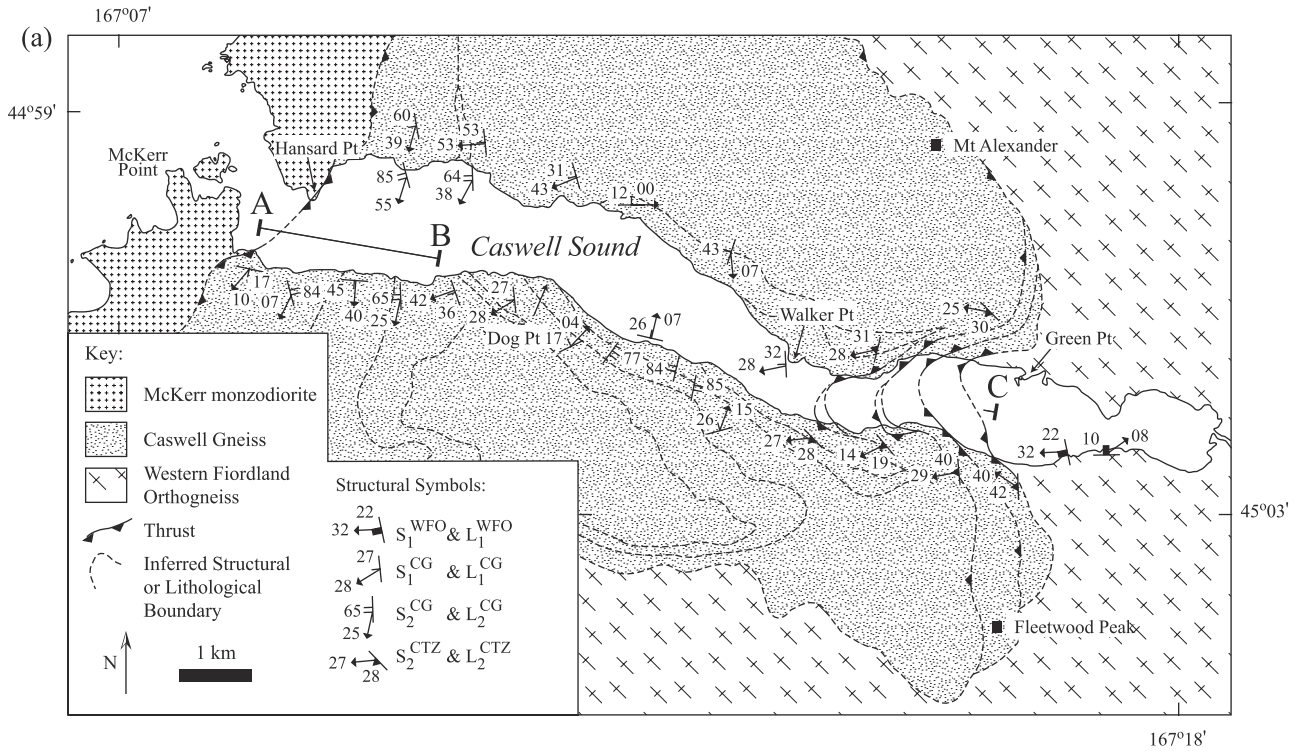 167°07'
(a)
44°59'
60
39
53
53
Hansard Pt
McKerr
Point
Mt Alexander
85
55
64
38
31
43
12
00
A
B
Caswell Sound
43
07
17
10
07
84
45
40
65
25
42
36
27
28
Dog Pt
17
04
77
26
07
84
85
Walker Pt
32
28
31
28
25
30
Green Pt
C
26
15
27
28
14
19
40
29
40
42
22
32
10
08
45°03'
Key:
McKerr monzodiorite
Caswell Gneiss
Western Fiordland
Orthogneiss
Thrust
Inferred Structural
or Lithological
Boundary
N
1 km
Structural Symbols:
22
32
S1WFO & L1WFO
27
28
S1CG & L1CG
65
25
S2CG & L2CG
27
28
S2CTZ & L2CTZ
Fleetwood Peak
167°18'